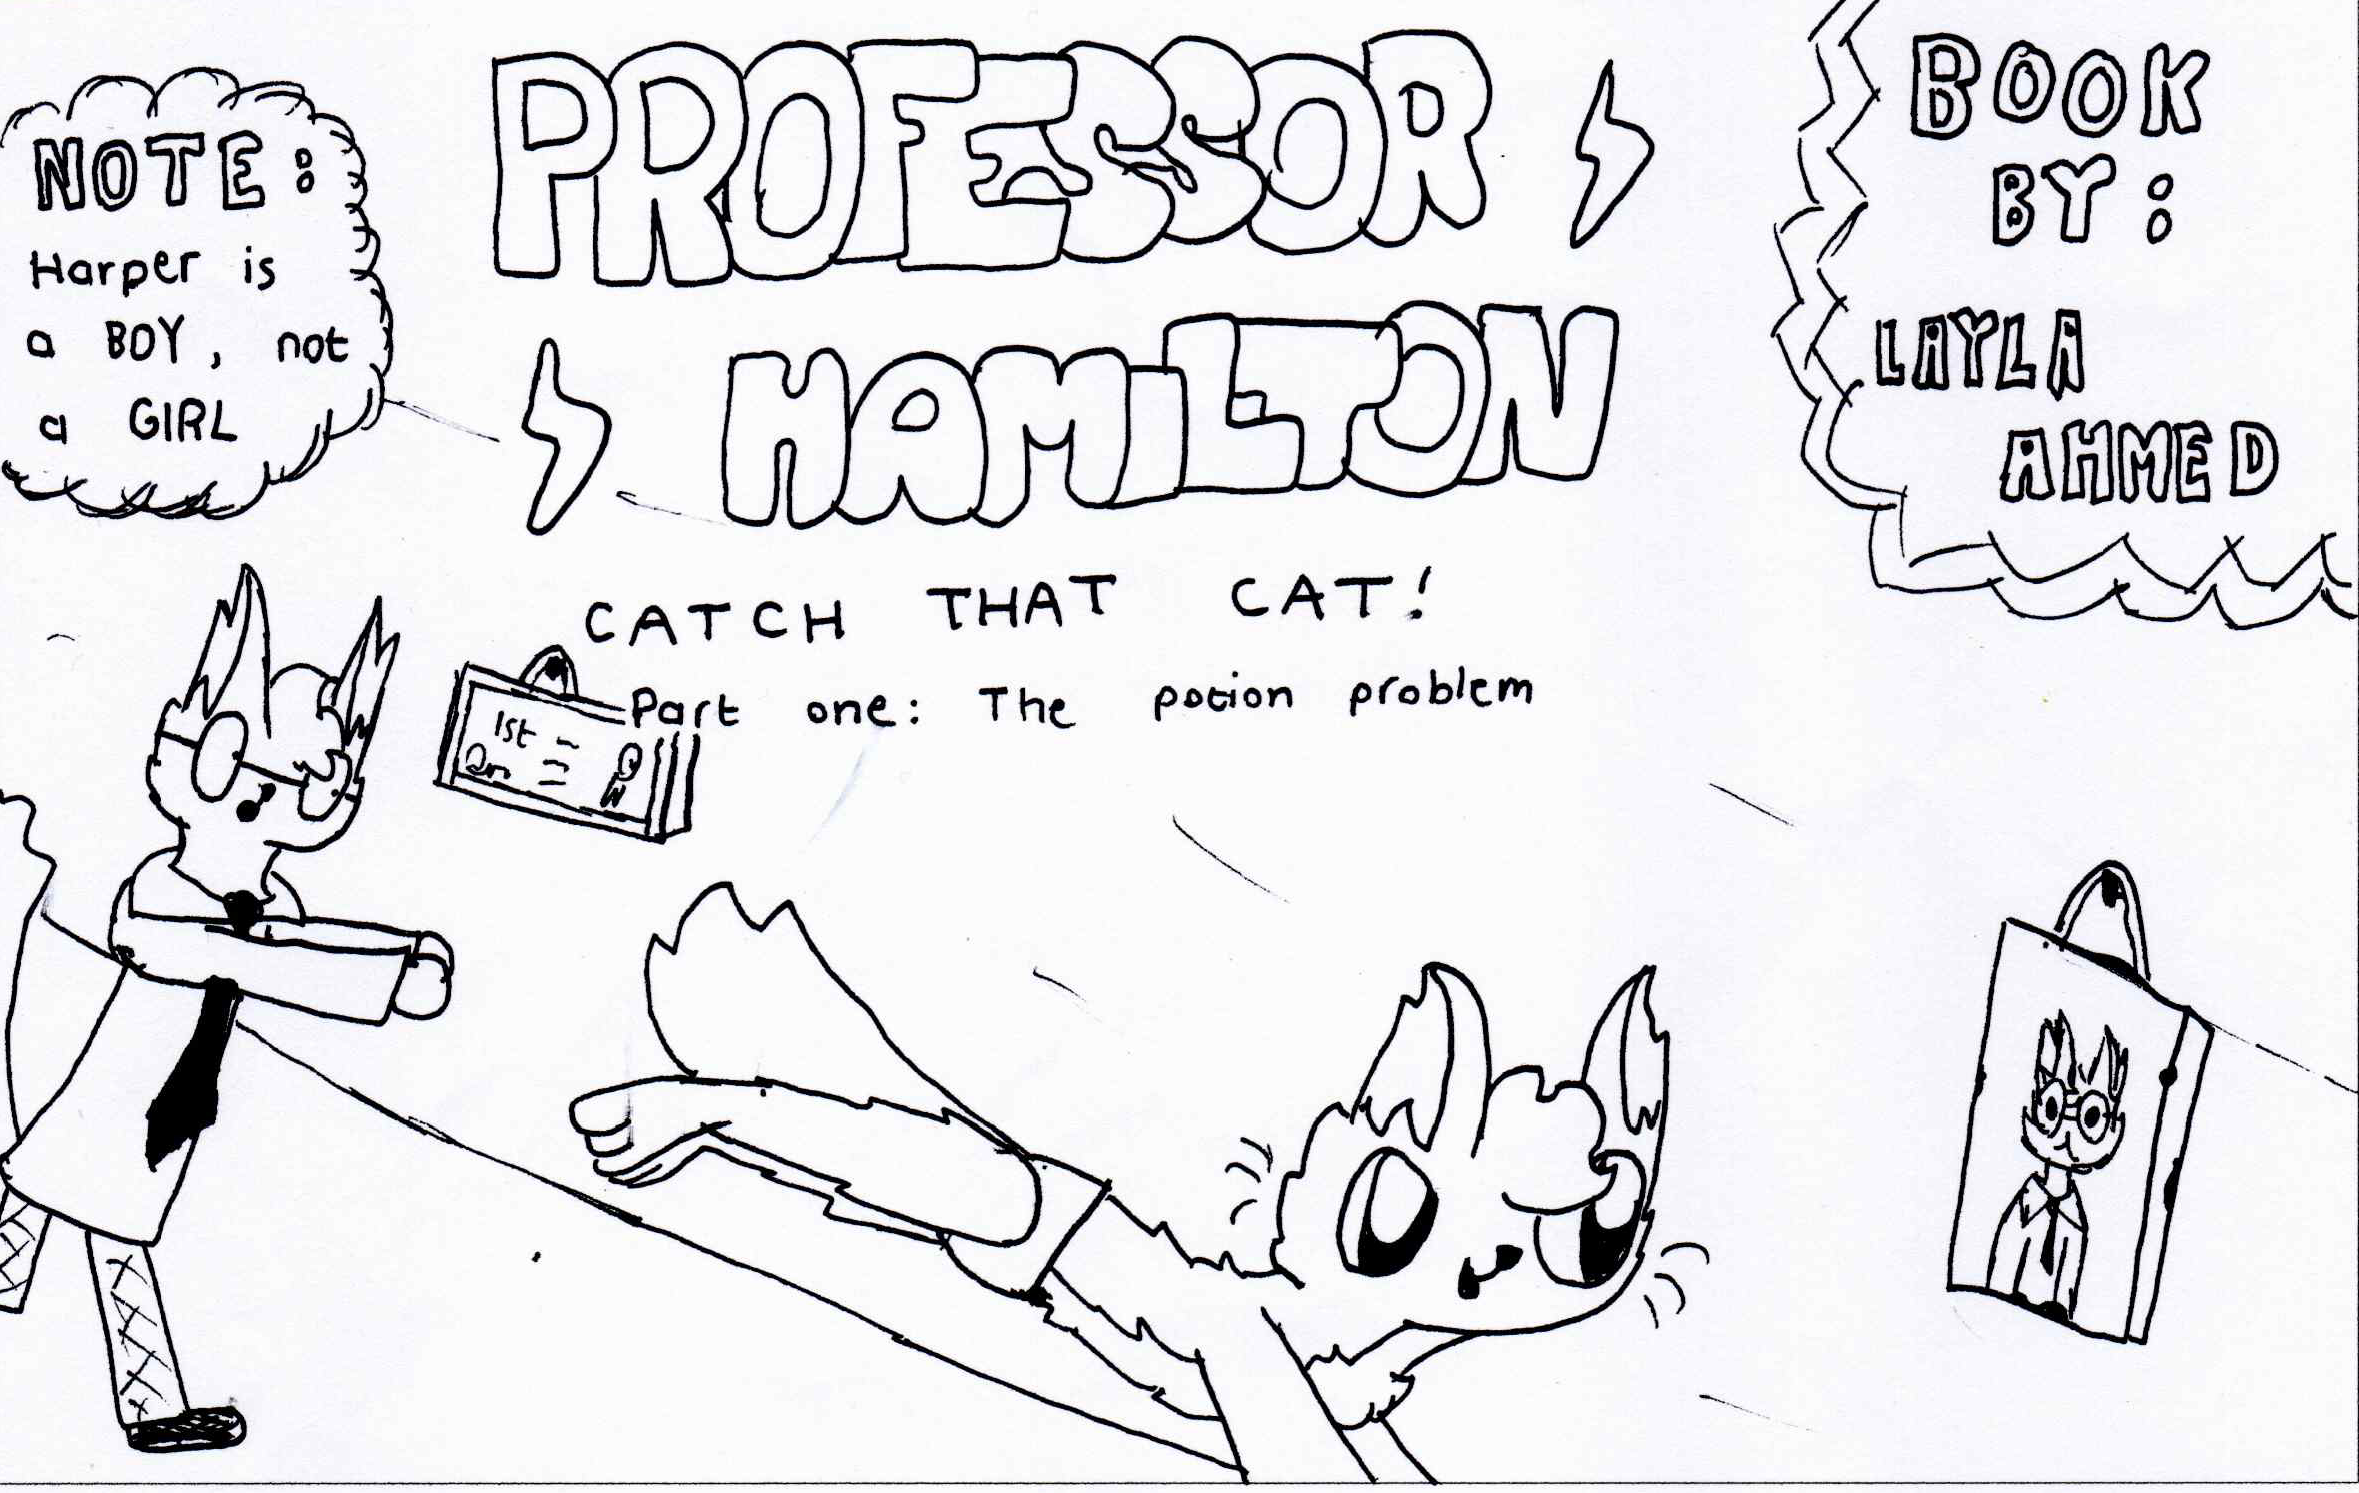 NOTE:
Harper is
a BOY, not
a GIRL
PROFESSOR
HAMILTON
BOOK
BY:
LAYLA
AHMED
CATCH THAT CAT!
Part one: The potion problem
1st